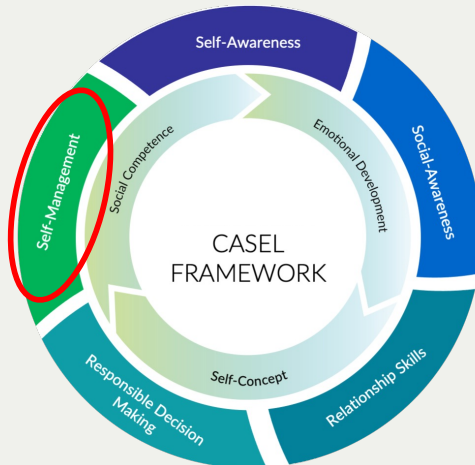 Self-Awareness
Social-Awareness
Relationship Skills
Responsible Decision
Making
Self-Management
Social Competence
Emotional Development
Self-Concept
CASEL
FRAMEWORK